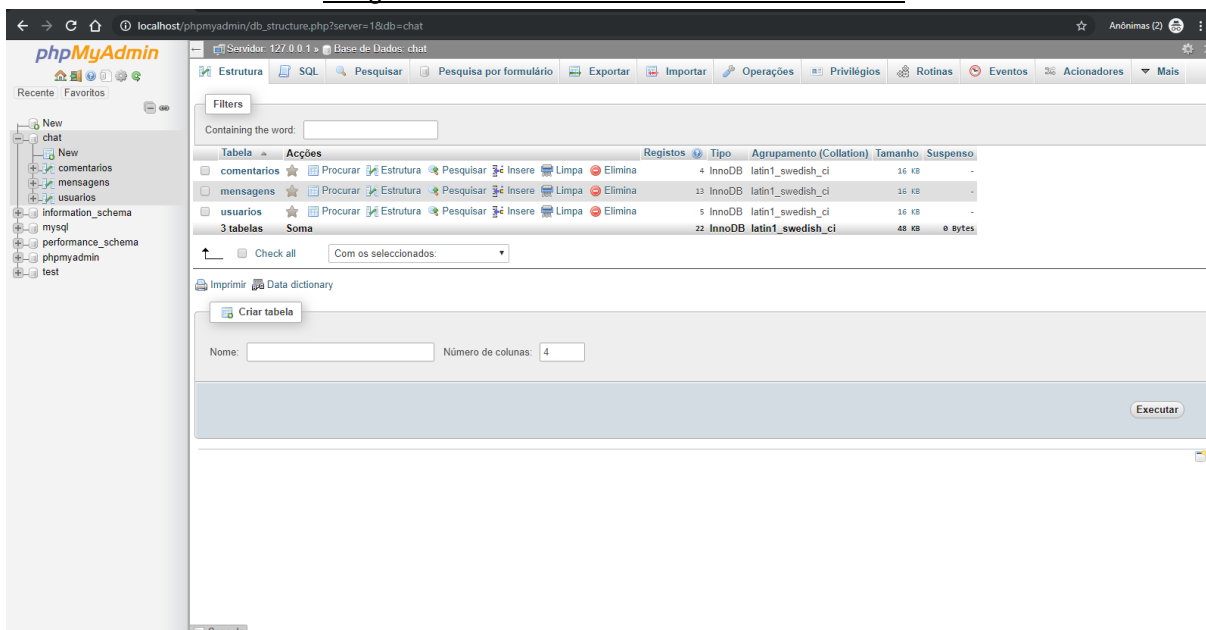 localhost/phpmyadmin/db_structure.php?server=1&db=chat
Anônimas (2)
phpMyAdmin
Recente Favoritos
New
chat
New
comentarios
mensagens
usuarios
information_schema
mysql
performance_schema
phpmyadmin
test
Servidor: 127.0.0.1 » Base de Dados: chat
Estrutura SQL Pesquisar Pesquisa por formulário Exportar Importar Operações Privilégios Rotinas Eventos Acionadores Mais
Filters
Containing the word:
Tabela Acções Registos Tipo Agrupamento (Collation) Tamanho Suspenso
comentarios Procurar Estrutura Pesquisar Insere Limpa Elimina 4 InnoDB latin1_swedish_ci 16 KB -
mensagens Procurar Estrutura Pesquisar Insere Limpa Elimina 13 InnoDB latin1_swedish_ci 16 KB -
usuarios Procurar Estrutura Pesquisar Insere Limpa Elimina 5 InnoDB latin1_swedish_ci 16 KB -
3 tabelas Soma 22 InnoDB latin1_swedish_ci 48 KB 0 Bytes
Check all Com os seleccionados:
Imprimir Data dictionary
Criar tabela
Nome: Número de colunas: 4
Executar